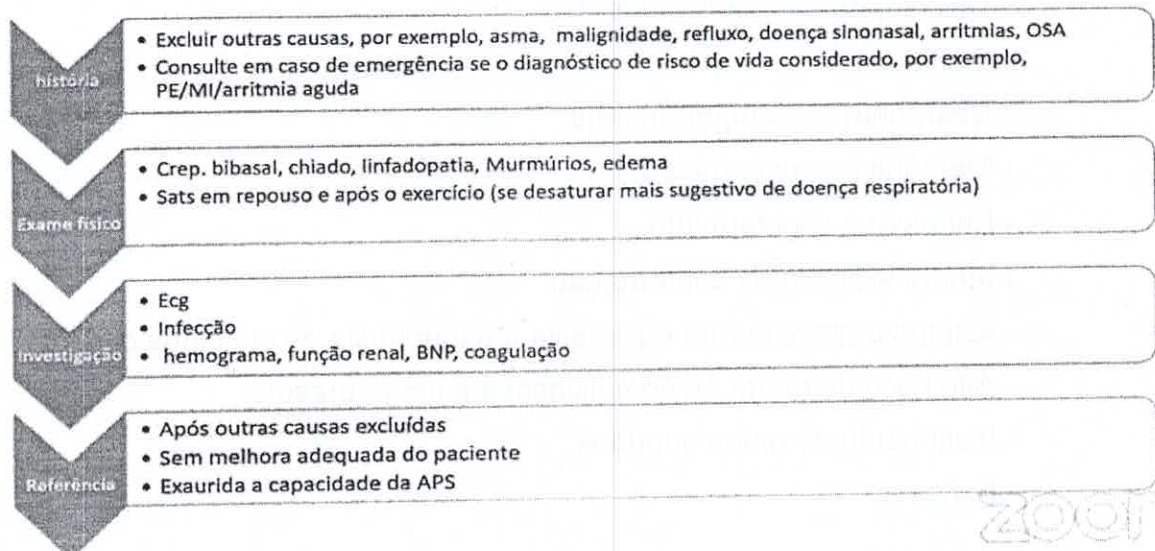 história
• Excluir outras causas, por exemplo, asma, malignidade, refluxo, doença sinonasal, arritmias, OSA
• Consulte em caso de emergência se o diagnóstico de risco de vida considerado, por exemplo,
PE/MI/arritmia aguda
Exame físico
• Crep. bibasal, chiado, linfadopatia, Murmúrios, edema
• Sats em repouso e após o exercício (se desaturar mais sugestivo de doença respiratória)
Investigação
• Ecg
• Infecção
• hemograma, função renal, BNP, coagulação
Referência
• Após outras causas excluídas
• Sem melhora adequada do paciente
• Exaurida a capacidade da APS